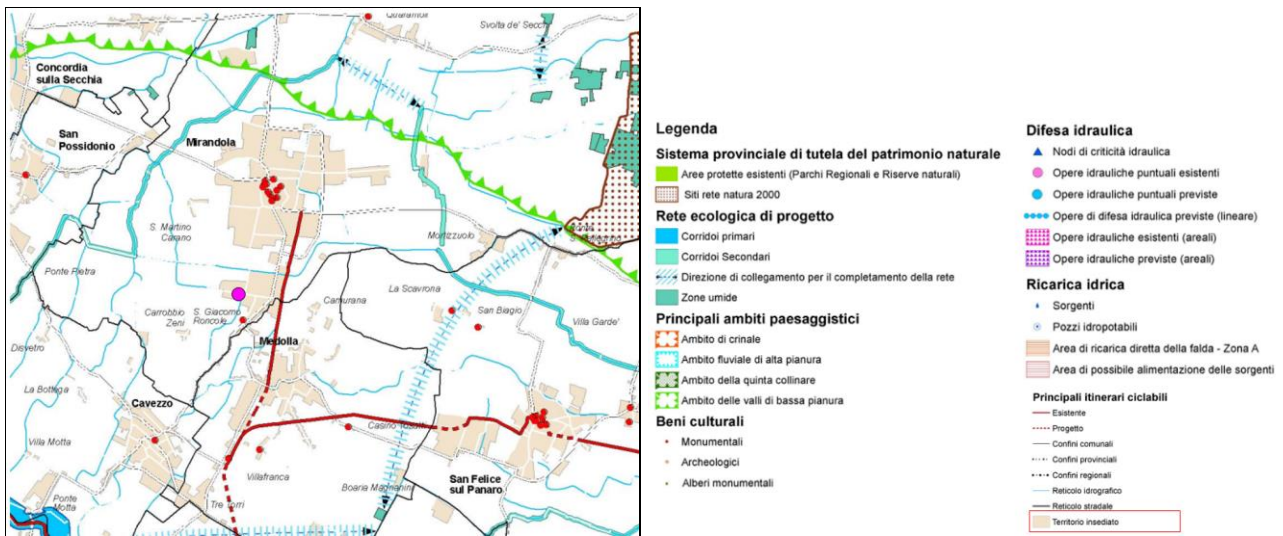 Quarantoli
Svolta de' Secchi
Concordia
sulla Secchia
San
Possidonio
Mirandola
S. Martino
Carano
Mortizzuolo
Ponte Pietra
La Scavrona
Camurana
San Biagio
Villa Garde'
Carrobbio
Zeni
S. Giacomo
Roncole
Disvetro
Medolla
La Bottega
Cavezzo
Villa Motta
Casino
Villafranca
San Felice
sul Panaro
Boaria Magnanini
Tre Torri
Ponte
Motta
Legenda
Sistema provinciale di tutela del patrimonio naturale
Aree protette esistenti (Parchi Regionali e Riserve naturali)
Siti rete natura 2000
Rete ecologica di progetto
Corridoi primari
Corridoi Secondari
Direzione di collegamento per il completamento della rete
Zone umide
Principali ambiti paesaggistici
Ambito di crinale
Ambito fluviale di alta pianura
Ambito della quinta collinare
Ambito delle valli di bassa pianura
Beni culturali
Monumentali
Archeologici
Alberi monumentali
Difesa idraulica
Nodi di criticità idraulica
Opere idrauliche puntuali esistenti
Opere idrauliche puntuali previste
Opere di difesa idraulica previste (lineare)
Opere idrauliche esistenti (areali)
Opere idrauliche previste (areali)
Ricarica idrica
Sorgenti
Pozzi idropotabili
Area di ricarica diretta della falda - Zona A
Area di possibile alimentazione delle sorgenti
Principali itinerari ciclabili
Esistente
Progetto
Confini comunali
Confini provinciali
Confini regionali
Reticolo idrografico
Reticolo stradale
Territorio insediato